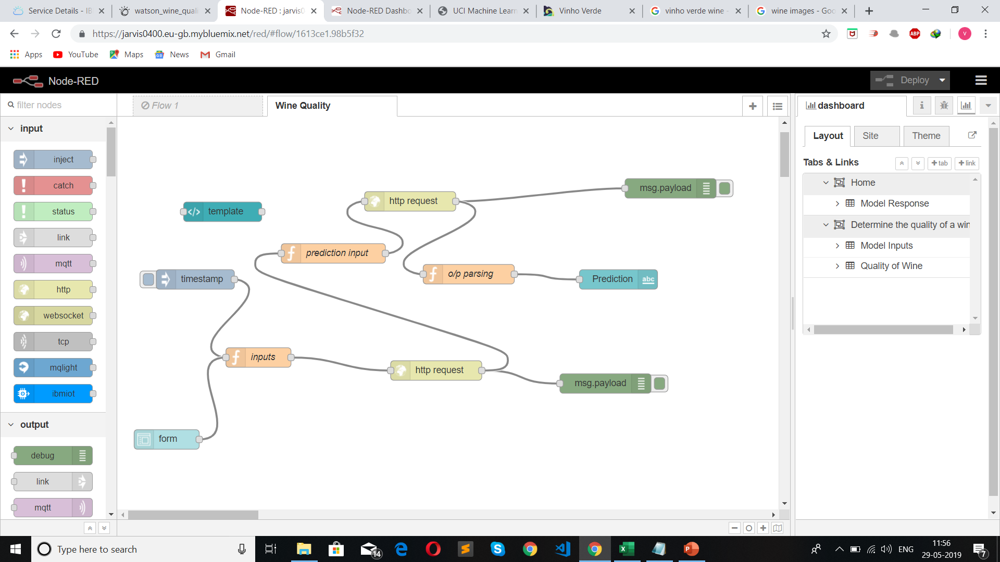 Service Details - IB
watson_wine_quali
Node-RED : jarvis0
Node-RED Dashbo
UCI Machine Learn
Vinho Verde
vinho verde wine -
wine images - Goo
https://jarvis0400.eu-gb.mybluemix.net/red/#flow/1613ce1.98b5f32
ABP
V
Apps
YouTube
Maps
News
Gmail
Node-RED
Deploy
filter nodes
Flow 1
Wine Quality
dashboard
input
inject
catch
status
link
mqtt
http
websocket
tcp
mqlight
ibmiot
output
debug
link
mqtt
template
http request
msg.payload
prediction input
timestamp
o/p parsing
Prediction
abc
inputs
http request
msg.payload
form
Layout
Site
Theme
Tabs & Links
tab
link
Home
Model Response
Determine the quality of a win
Model Inputs
Quality of Wine
Type here to search
14
ENG
11:56
29-05-2019
7